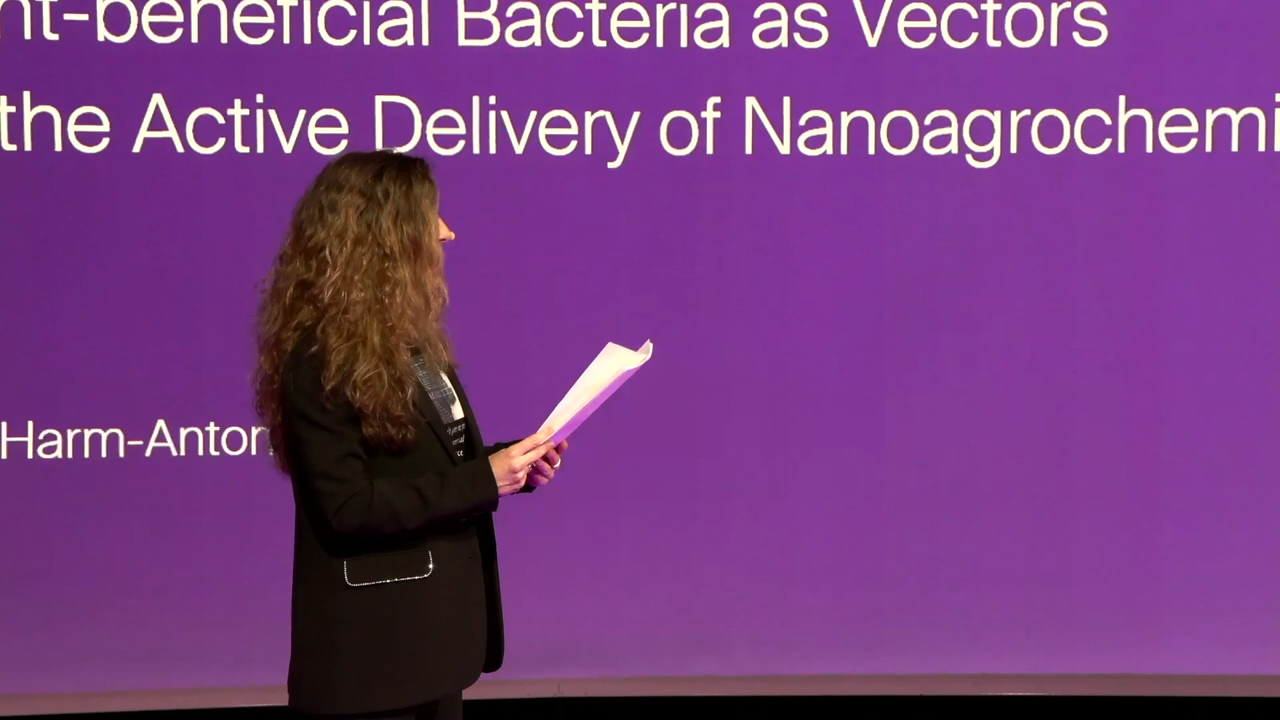 nt-beneficial Bacteria as Vectors
the Active Delivery of Nanoagrochemi
Harm-Anton